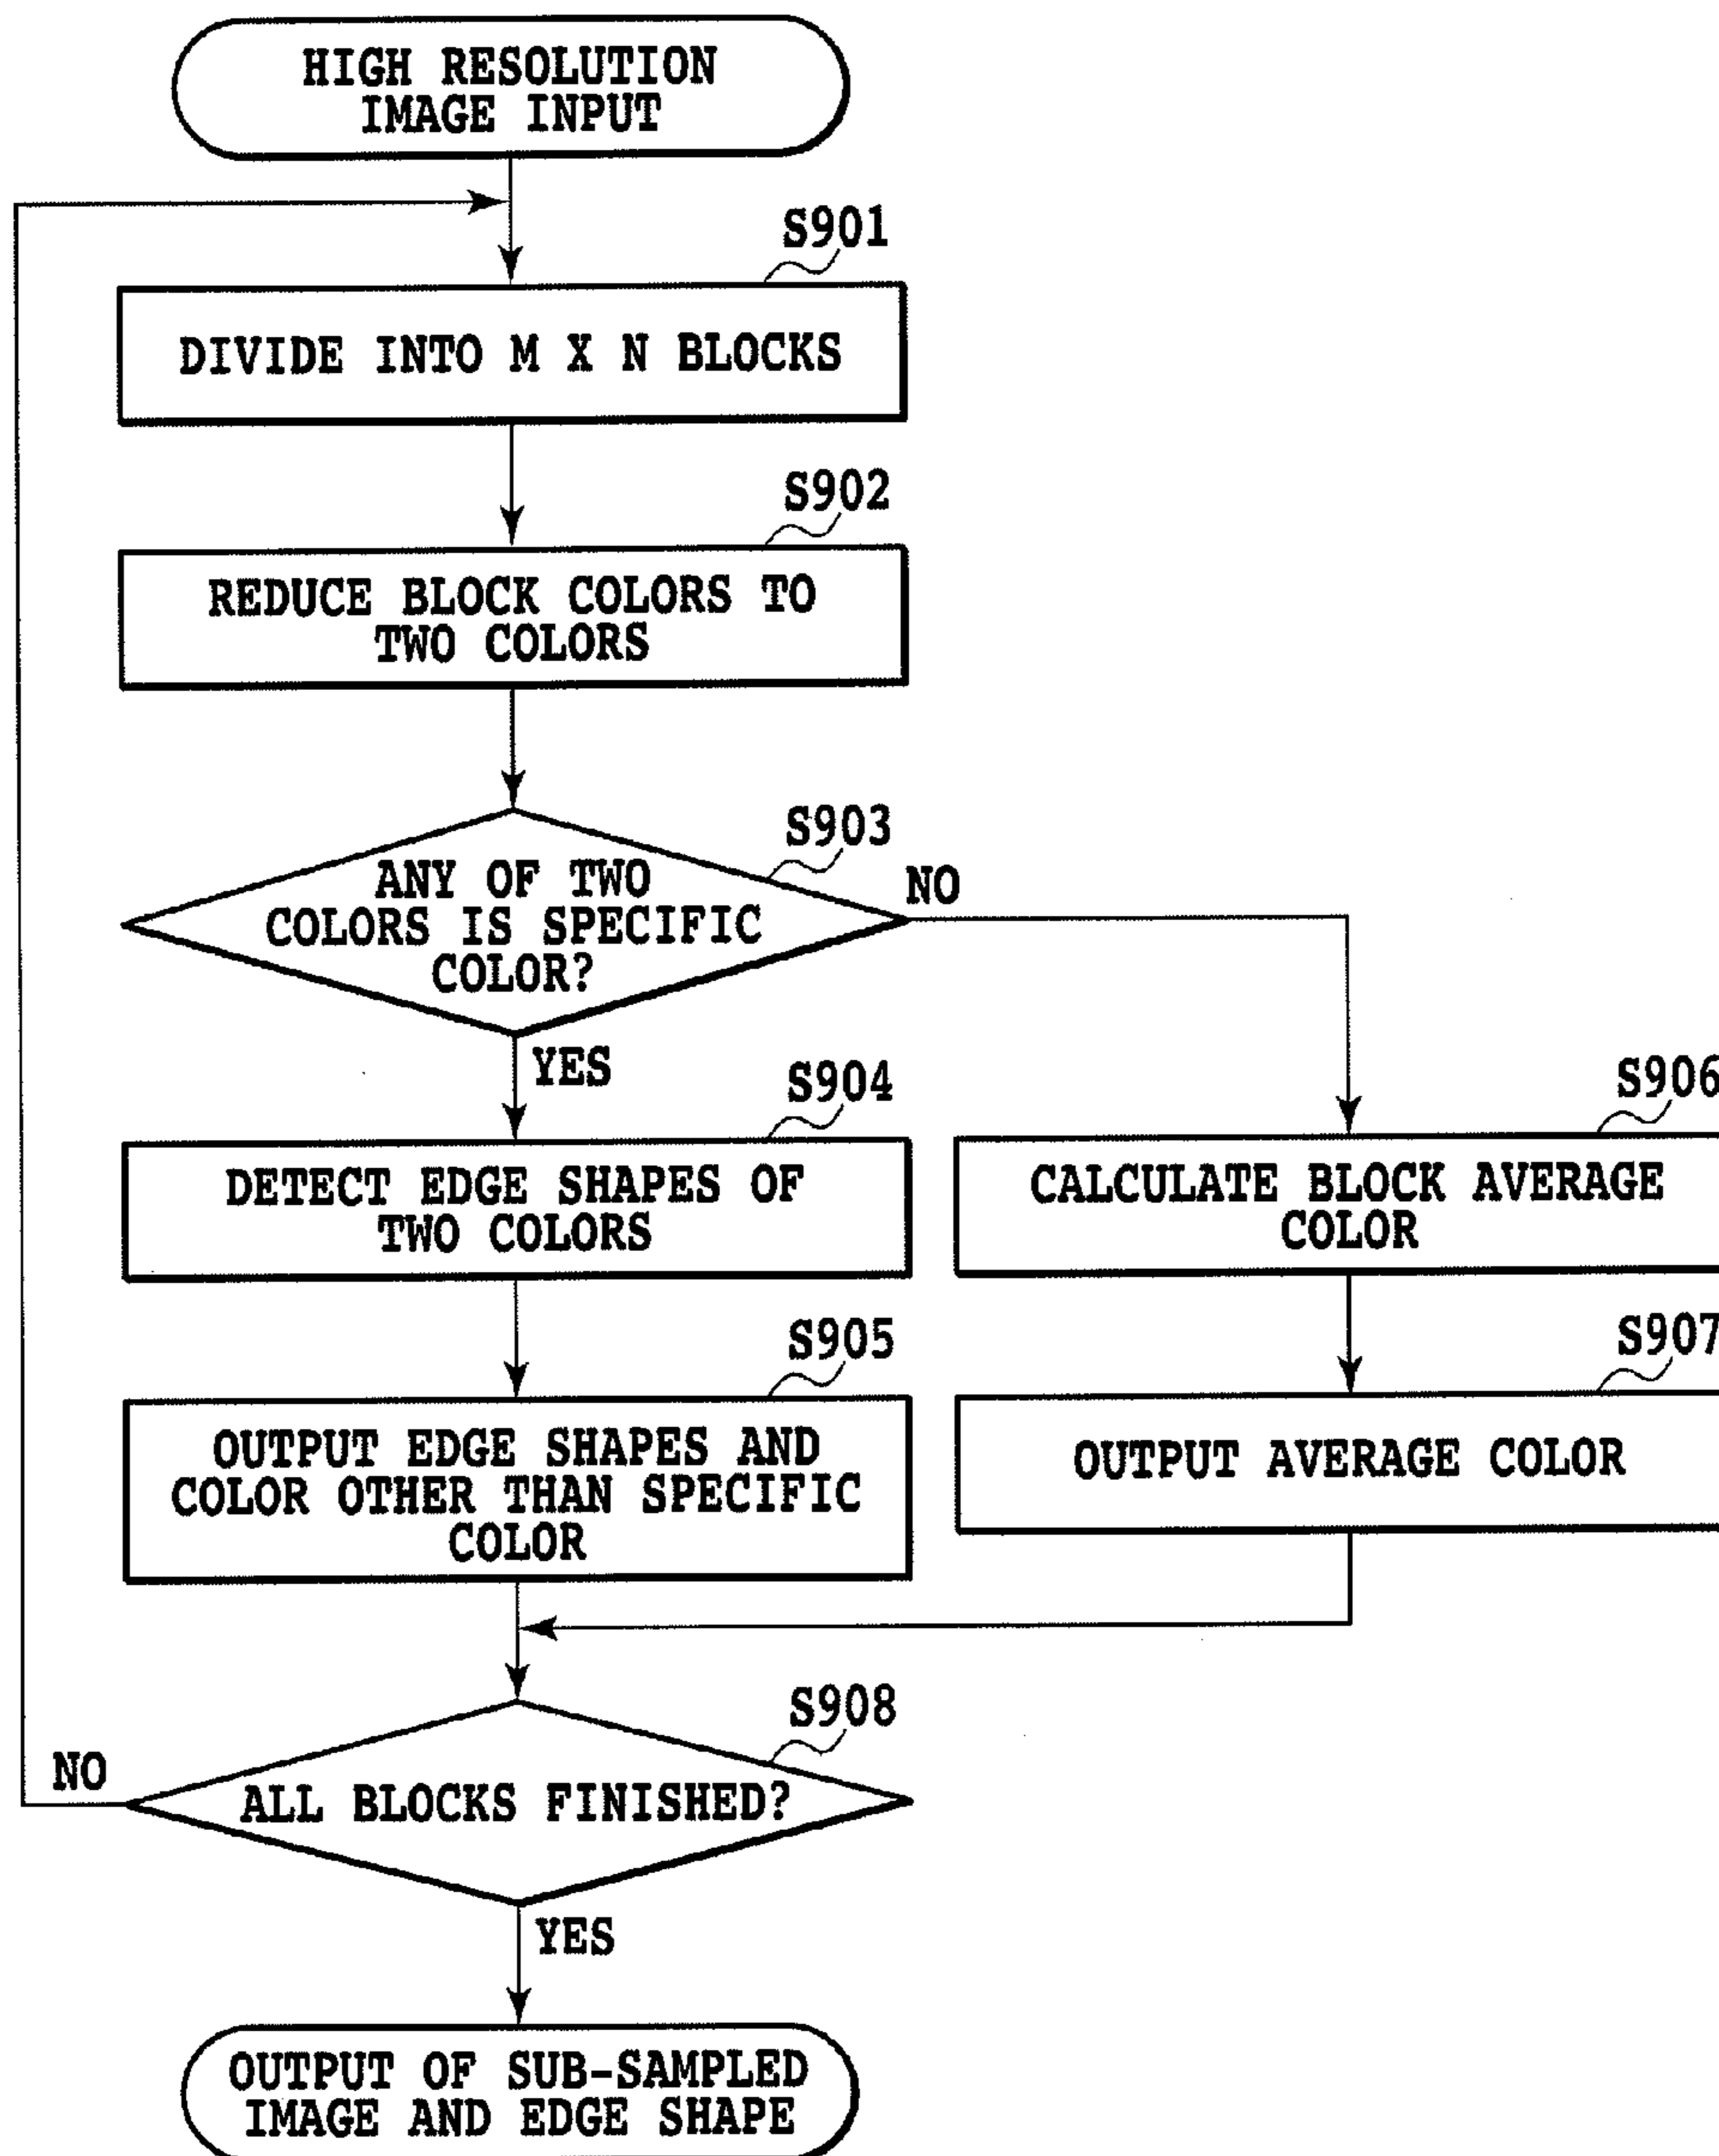 HIGH RESOLUTION
IMAGE INPUT
S901
DIVIDE INTO M X N BLOCKS
S902
REDUCE BLOCK COLORS TO
TWO COLORS
S903
ANY OF TWO
COLORS IS SPECIFIC
COLOR?
NO
YES
S904
DETECT EDGE SHAPES OF
TWO COLORS
S906
CALCULATE BLOCK AVERAGE
COLOR
S905
OUTPUT EDGE SHAPES AND
COLOR OTHER THAN SPECIFIC
COLOR
S907
OUTPUT AVERAGE COLOR
S908
ALL BLOCKS FINISHED?
NO
YES
OUTPUT OF SUB-SAMPLED
IMAGE AND EDGE SHAPE